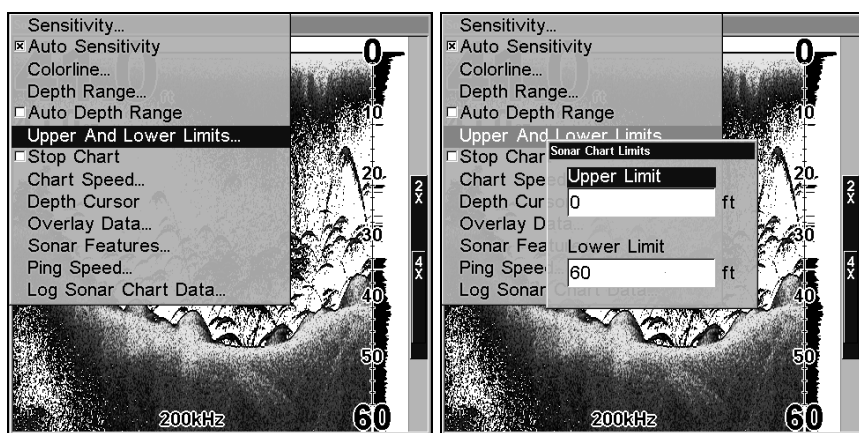 Sensitivity...
Auto Sensitivity
Colorline...
Depth Range...
Auto Depth Range
Upper And Lower Limits...
Stop Chart
Chart Speed...
Depth Cursor
Overlay Data...
Sonar Features...
Ping Speed...
Log Sonar Chart Data...
0
10
20
30
40
50
60
2X
4X
200kHz
Sensitivity...
Auto Sensitivity
Colorline...
Depth Range...
Auto Depth Range
Upper And Lower Limits...
Stop Char
Chart Spe
Depth Cur
Overlay D
Sonar Fea
Ping Speed
Log Sonar Chart Data...
Sonar Chart Limits
Upper Limit
0 ft
Lower Limit
60 ft
0
10
20
30
40
50
60
2X
4X
200kHz